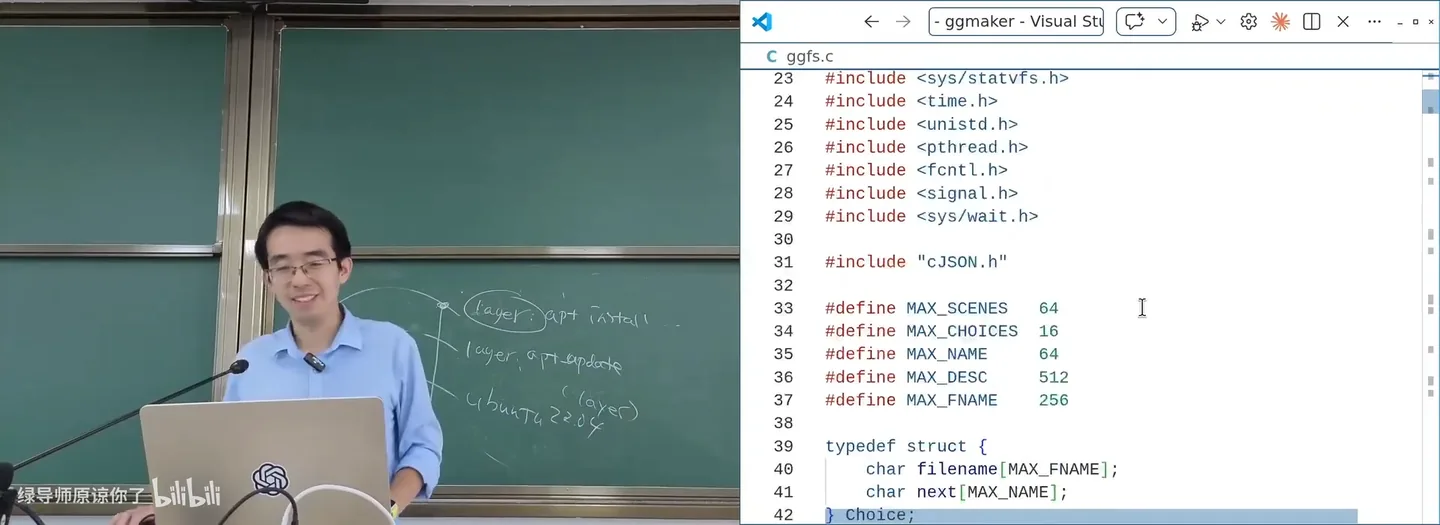 layer: apt install ...
layer: apt update
(layer)
ubuntu 22.04
绿导师原谅你了 bilibili
- ggmaker - Visual Stu
C ggfs.c
23 #include <sys/statvfs.h>
24 #include <time.h>
25 #include <unistd.h>
26 #include <pthread.h>
27 #include <fcntl.h>
28 #include <signal.h>
29 #include <sys/wait.h>
30
31 #include "cJSON.h"
32
33 #define MAX_SCENES 64
34 #define MAX_CHOICES 16
35 #define MAX_NAME 64
36 #define MAX_DESC 512
37 #define MAX_FNAME 256
38
39 typedef struct {
40 char filename[MAX_FNAME];
41 char next[MAX_NAME];
42 } Choice;